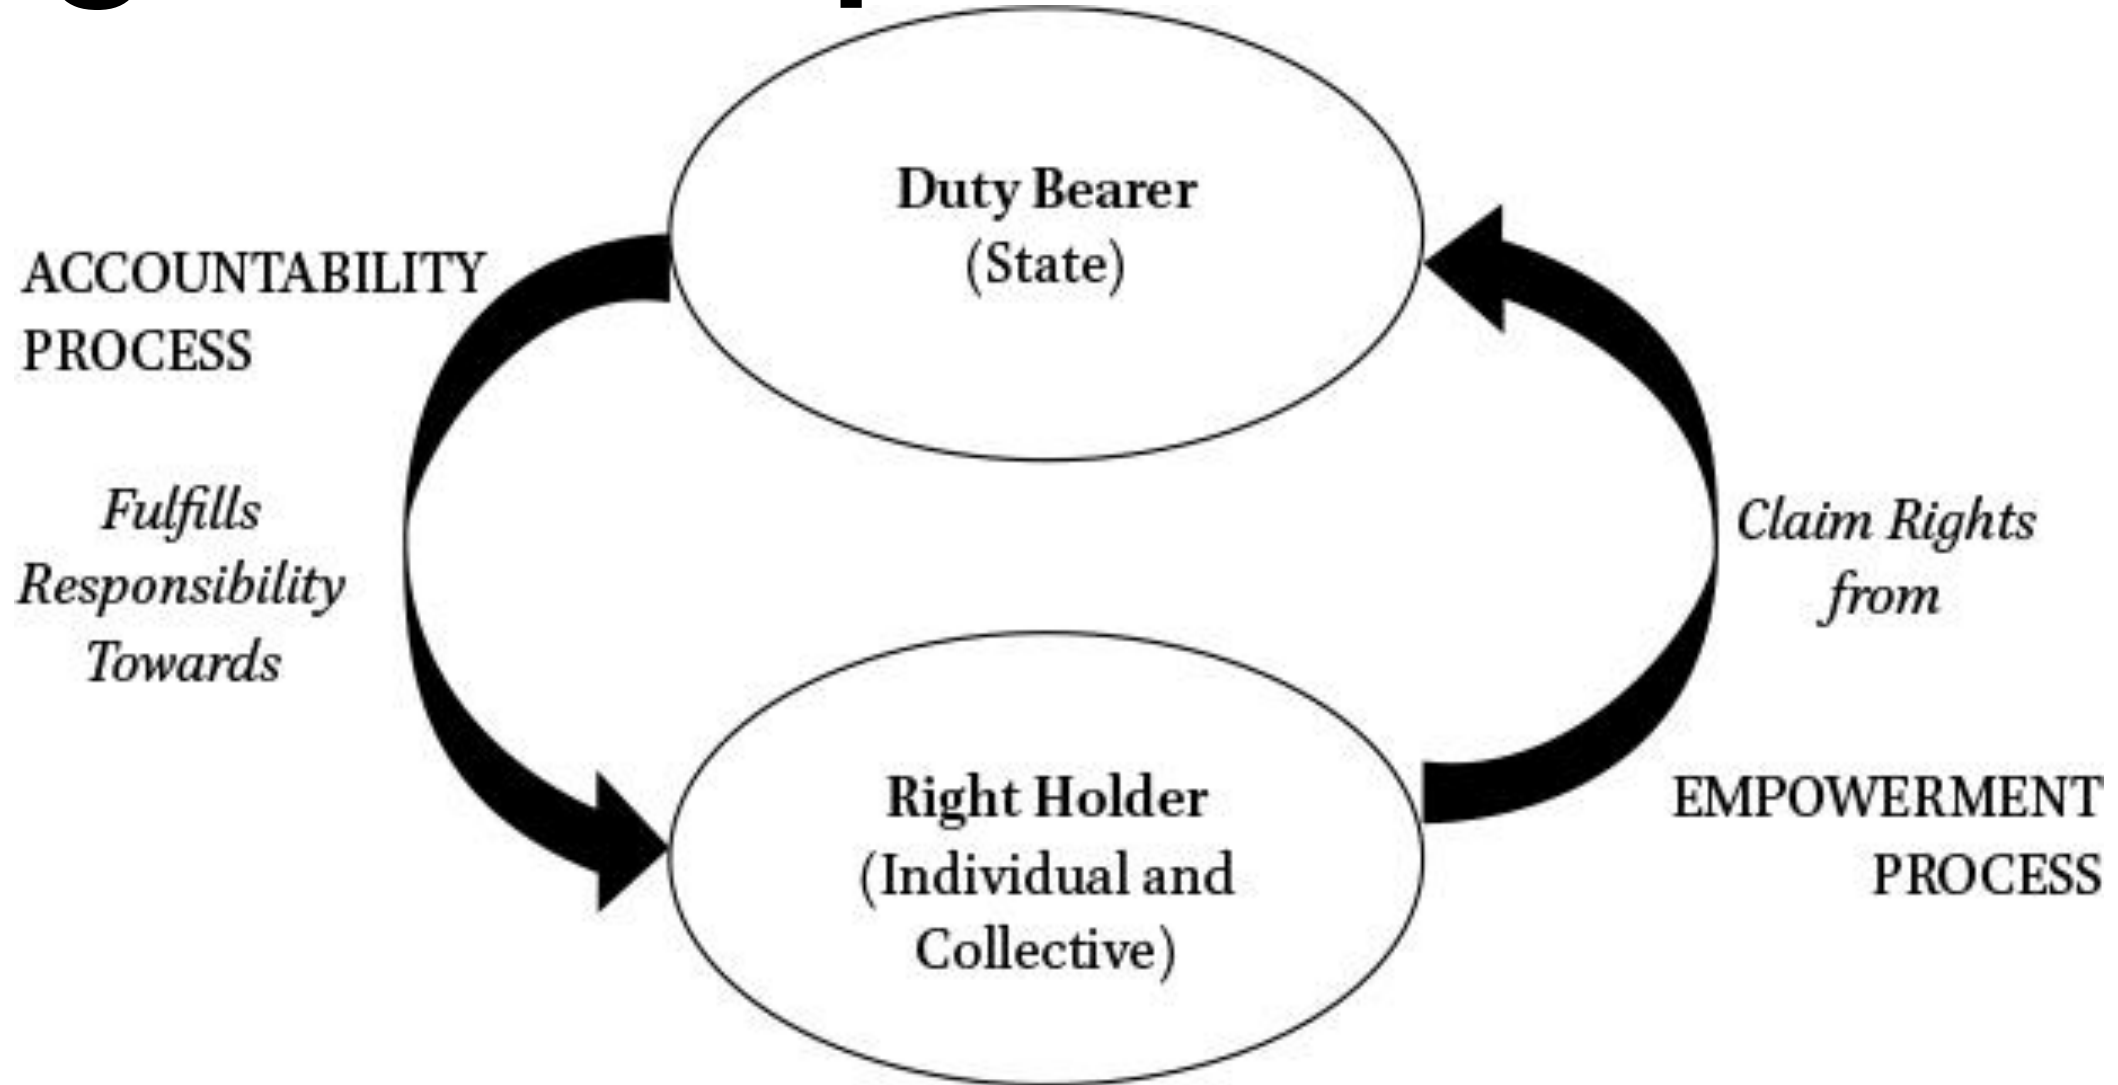 Duty Bearer
(State)
ACCOUNTABILITY
PROCESS
Fulfills
Responsibility
Towards
Claim Rights
from
Right Holder
(Individual and
Collective)
EMPOWERMENT
PROCESS